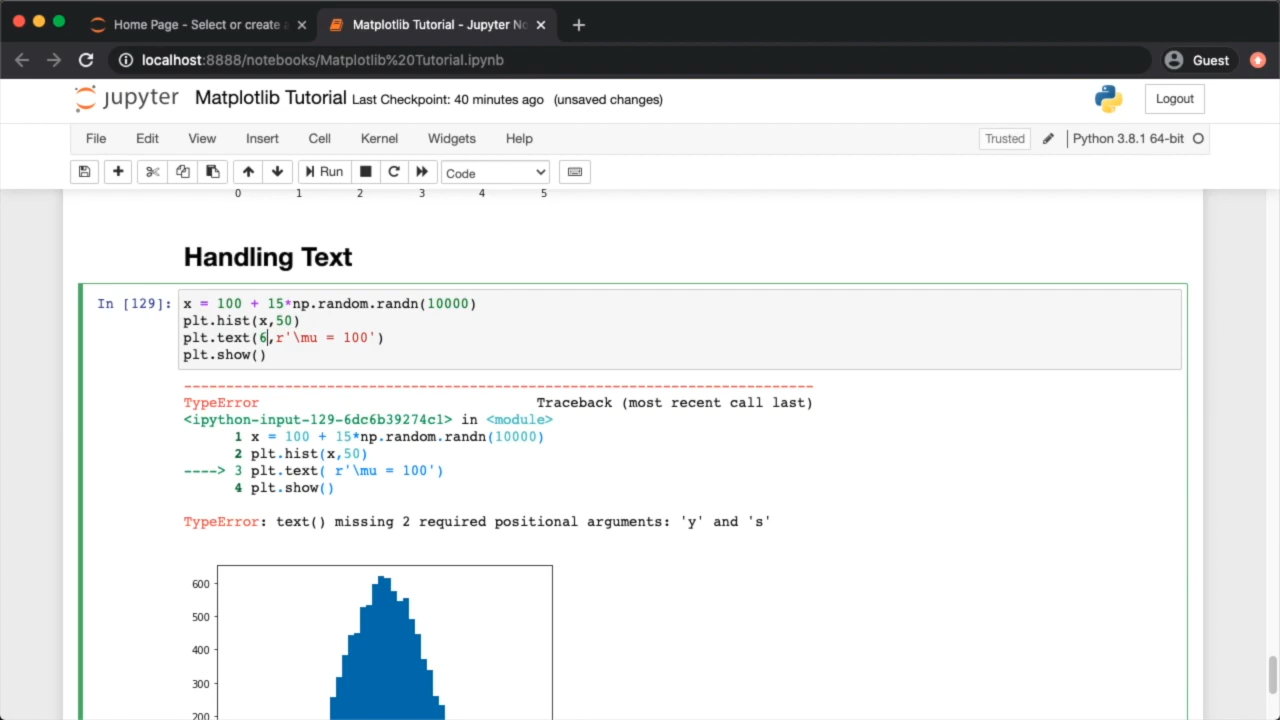 Home Page - Select or create a
Matplotlib Tutorial - Jupyter No
localhost:8888/notebooks/Matplotlib%20Tutorial.ipynb
Guest
jupyter Matplotlib Tutorial Last Checkpoint: 40 minutes ago (unsaved changes)
Logout
File Edit View Insert Cell Kernel Widgets Help
Trusted Python 3.8.1 64-bit
Run Code
0 1 2 3 4 5
Handling Text
In [129]: x = 100 + 15*np.random.randn(10000)
plt.hist(x,50)
plt.text(6,r'\mu = 100')
plt.show()
---------------------------------------------------------------------------
TypeError Traceback (most recent call last)
<ipython-input-129-6dc6b39274c1> in <module>
1 x = 100 + 15*np.random.randn(10000)
2 plt.hist(x,50)
----> 3 plt.text( r'\mu = 100')
4 plt.show()
TypeError: text() missing 2 required positional arguments: 'y' and 's'
600
500
400
300
200